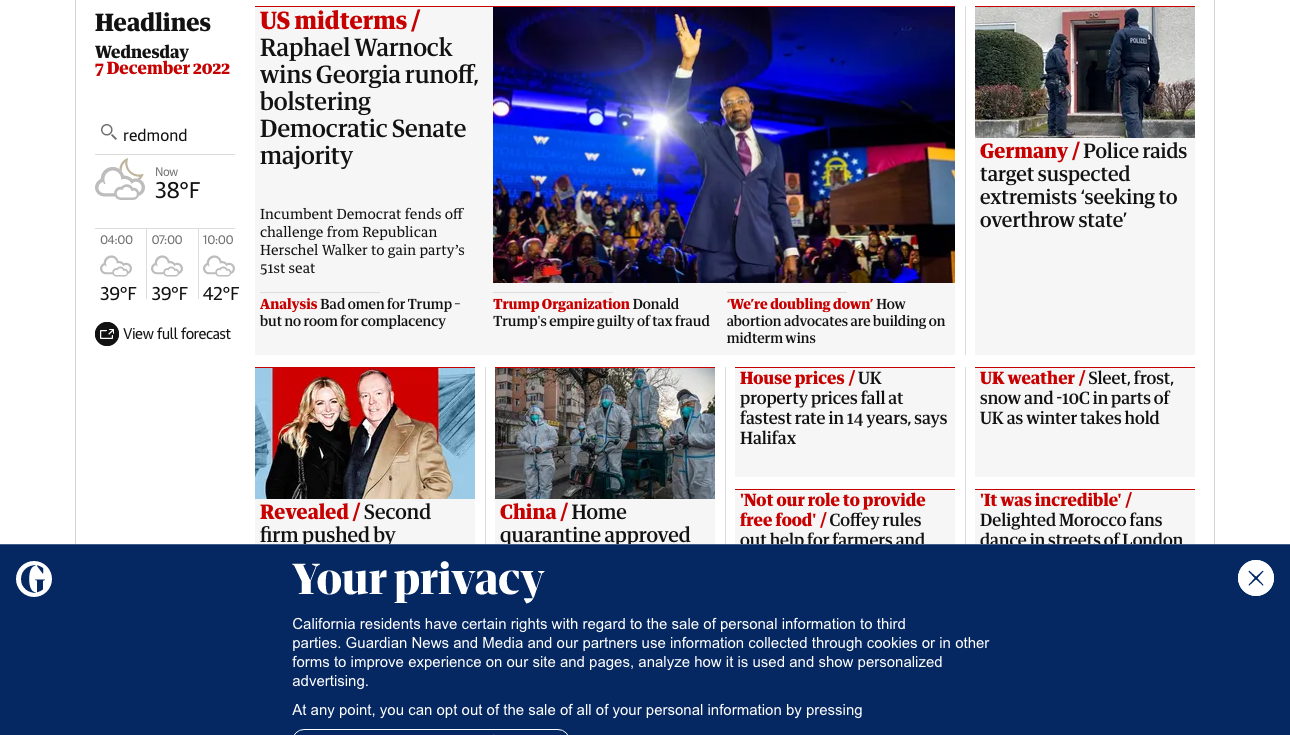 Headlines
Wednesday
7 December 2022
redmond
Now
38°F
04:00
07:00
10:00
39°F
39°F
42°F
View full forecast
US midterms /
Raphael Warnock
wins Georgia runoff,
bolstering
Democratic Senate
majority
Incumbent Democrat fends off
challenge from Republican
Herschel Walker to gain party’s
51st seat
Analysis Bad omen for Trump –
but no room for complacency
Trump Organization Donald
Trump's empire guilty of tax fraud
‘We’re doubling down’ How
abortion advocates are building on
midterm wins
POLIZEI
Germany / Police raids
target suspected
extremists ‘seeking to
overthrow state’
Revealed / Second
firm pushed by
China / Home
quarantine approved
House prices / UK
property prices fall at
fastest rate in 14 years, says
Halifax
UK weather / Sleet, frost,
snow and -10C in parts of
UK as winter takes hold
'Not our role to provide
free food' / Coffey rules
out help for farmers and
'It was incredible' /
Delighted Morocco fans
dance in streets of London
Your privacy
California residents have certain rights with regard to the sale of personal information to third
parties. Guardian News and Media and our partners use information collected through cookies or in other
forms to improve experience on our site and pages, analyze how it is used and show personalized
advertising.
At any point, you can opt out of the sale of all of your personal information by pressing